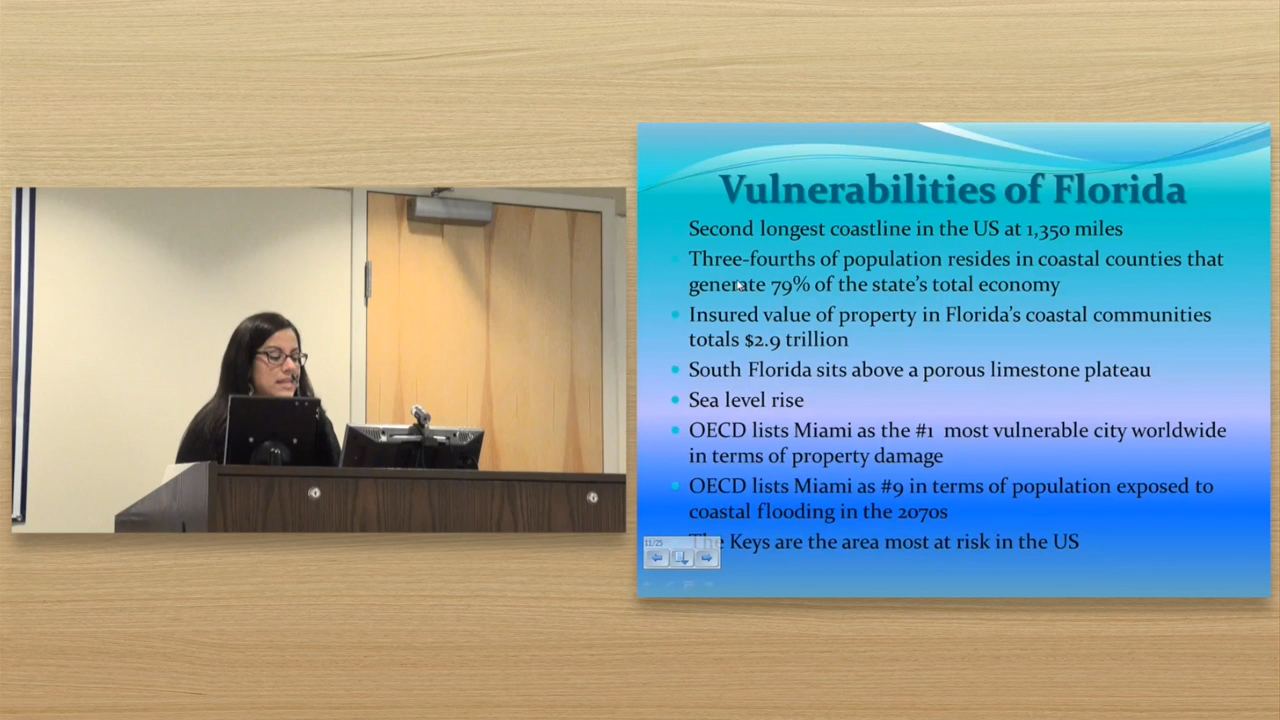 Vulnerabilities of Florida
Second longest coastline in the US at 1,350 miles
Three-fourths of population resides in coastal counties that
generate 79% of the state's total economy
Insured value of property in Florida's coastal communities
totals $2.9 trillion
South Florida sits above a porous limestone plateau
Sea level rise
OECD lists Miami as the #1 most vulnerable city worldwide
in terms of property damage
OECD lists Miami as #9 in terms of population exposed to
coastal flooding in the 2070s
The Keys are the area most at risk in the US
11/25